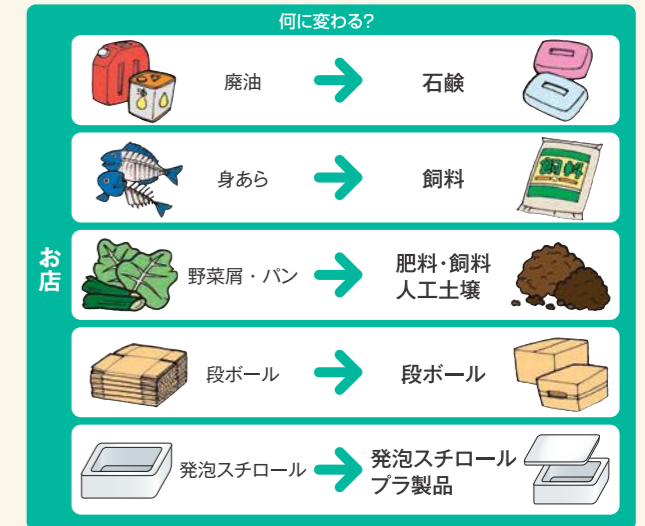 何に変わる?
お店
廃油
石鹸
身あら
飼料
飼料
野菜屑・パン
肥料・飼料
人工土壌
段ボール
段ボール
発泡スチロール
発泡スチロール
プラ製品